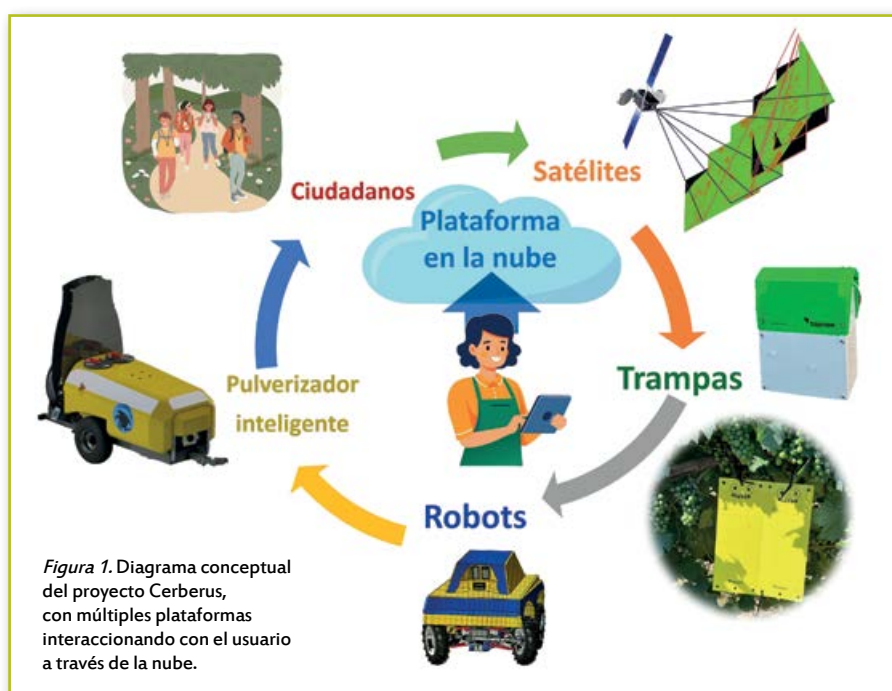 Ciudadanos
Satélites
Plataforma
en la nube
Trampas
Pulverizador
inteligente
Robots
Figura 1. Diagrama conceptual
del proyecto Cerberus,
con múltiples plataformas
interaccionando con el usuario
a través de la nube.